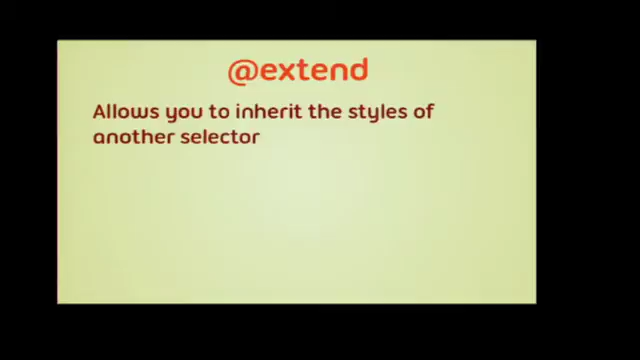 @extend
Allows you to inherit the styles of
another selector